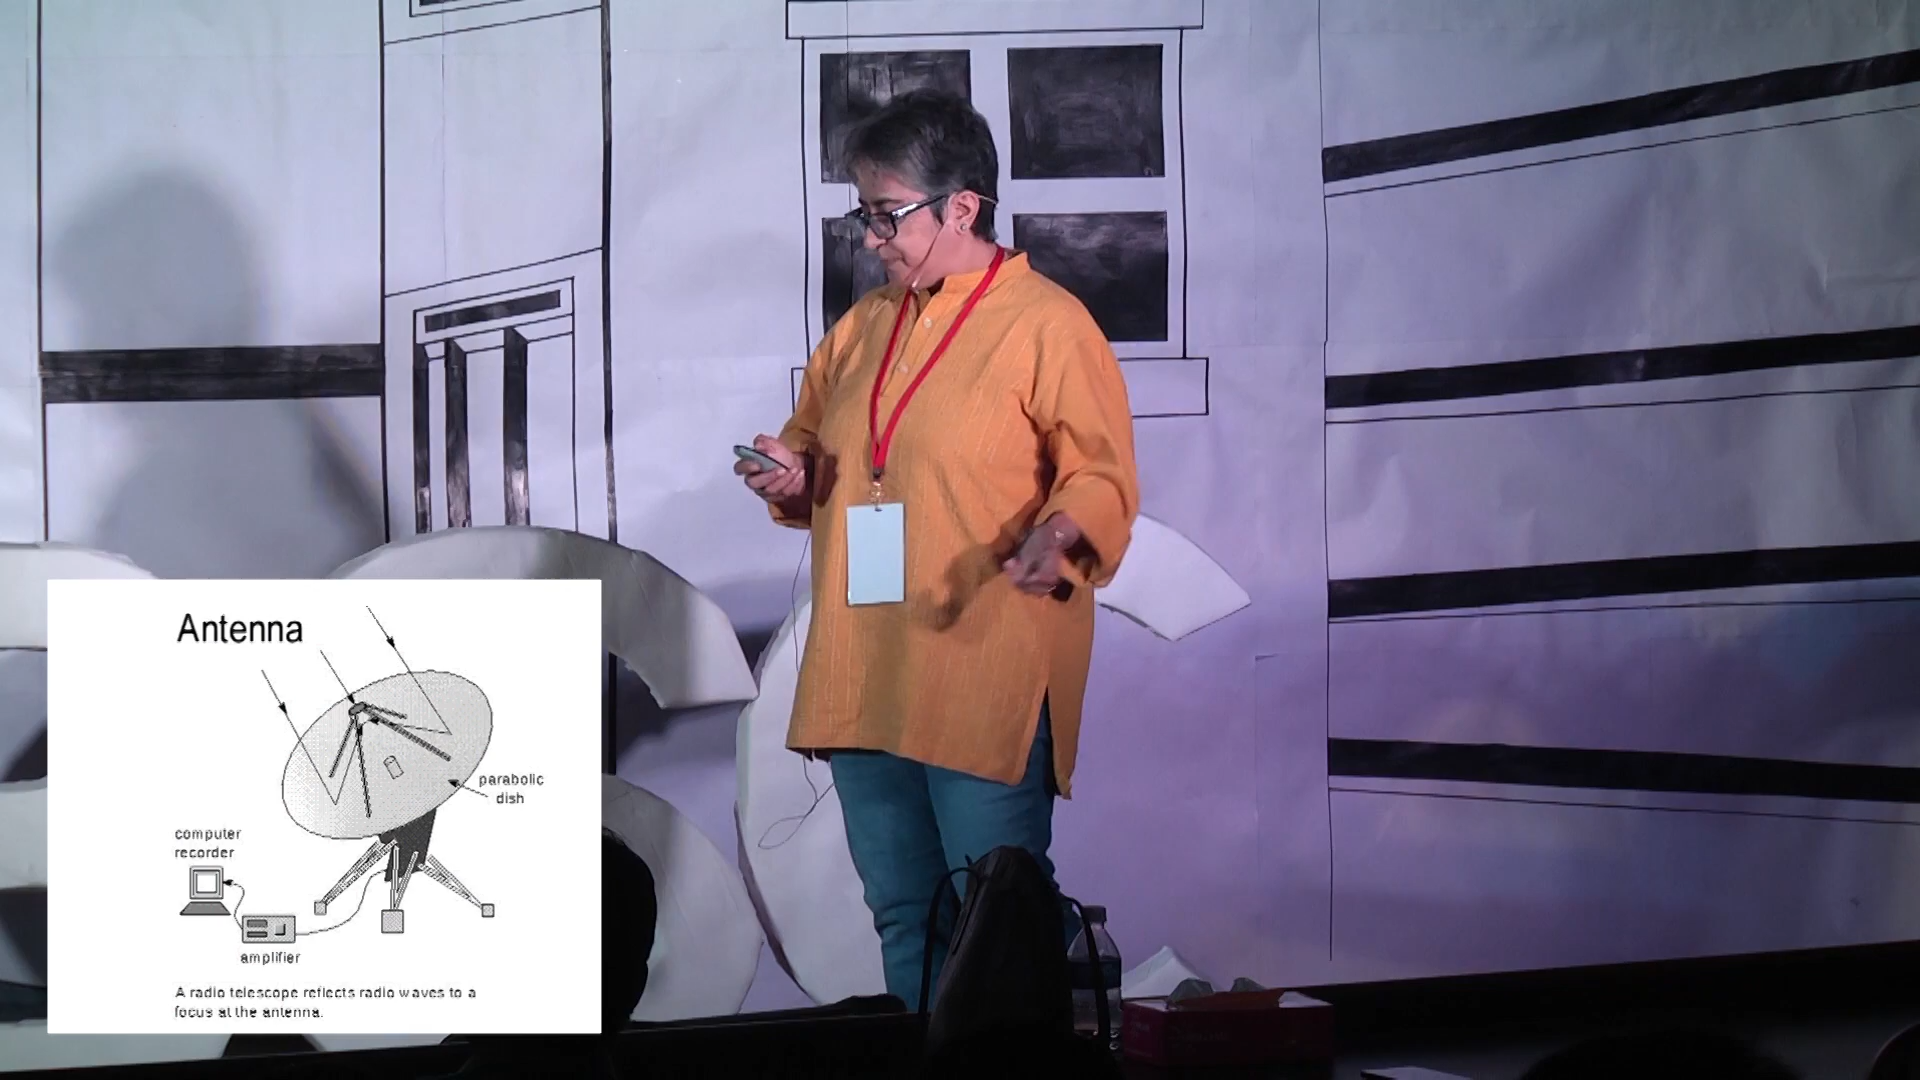 Antenna
parabolic
dish
computer
recorder
amplifier
A radio telescope reflects radio waves to a
focus at the antenna.